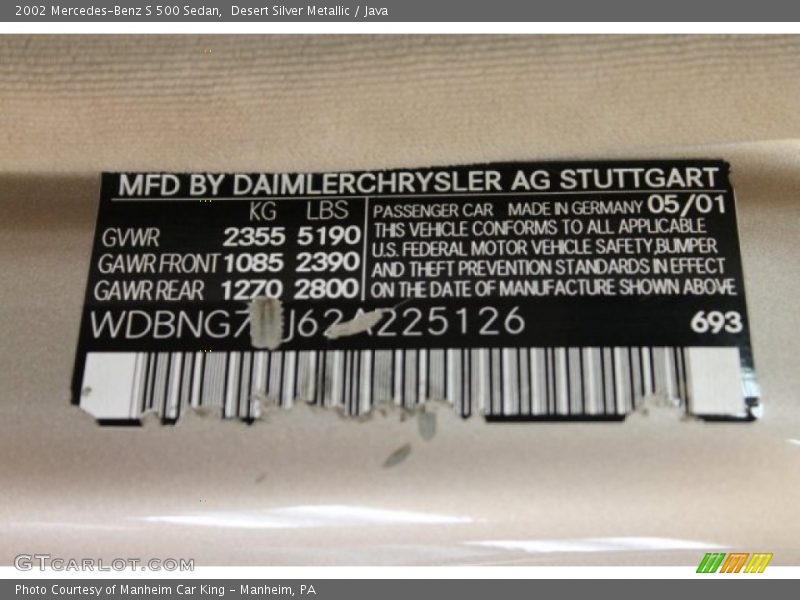 2002 Mercedes-Benz S 500 Sedan,  Desert Silver Metallic / Java
MFD BY DAIMLERCHRYSLER AG STUTTGART
KG LBS
GVWR 2355 5190
GAWR FRONT 1085 2390
GAWR REAR 1270 2800
PASSENGER CAR MADE IN GERMANY 05/01
THIS VEHICLE CONFORMS TO ALL APPLICABLE
U.S. FEDERAL MOTOR VEHICLE SAFETY, BUMPER
AND THEFT PREVENTION STANDARDS IN EFFECT
ON THE DATE OF MANUFACTURE SHOWN ABOVE
693
GTCARLOT.COM
Photo Courtesy of Manheim Car King - Manheim, PA